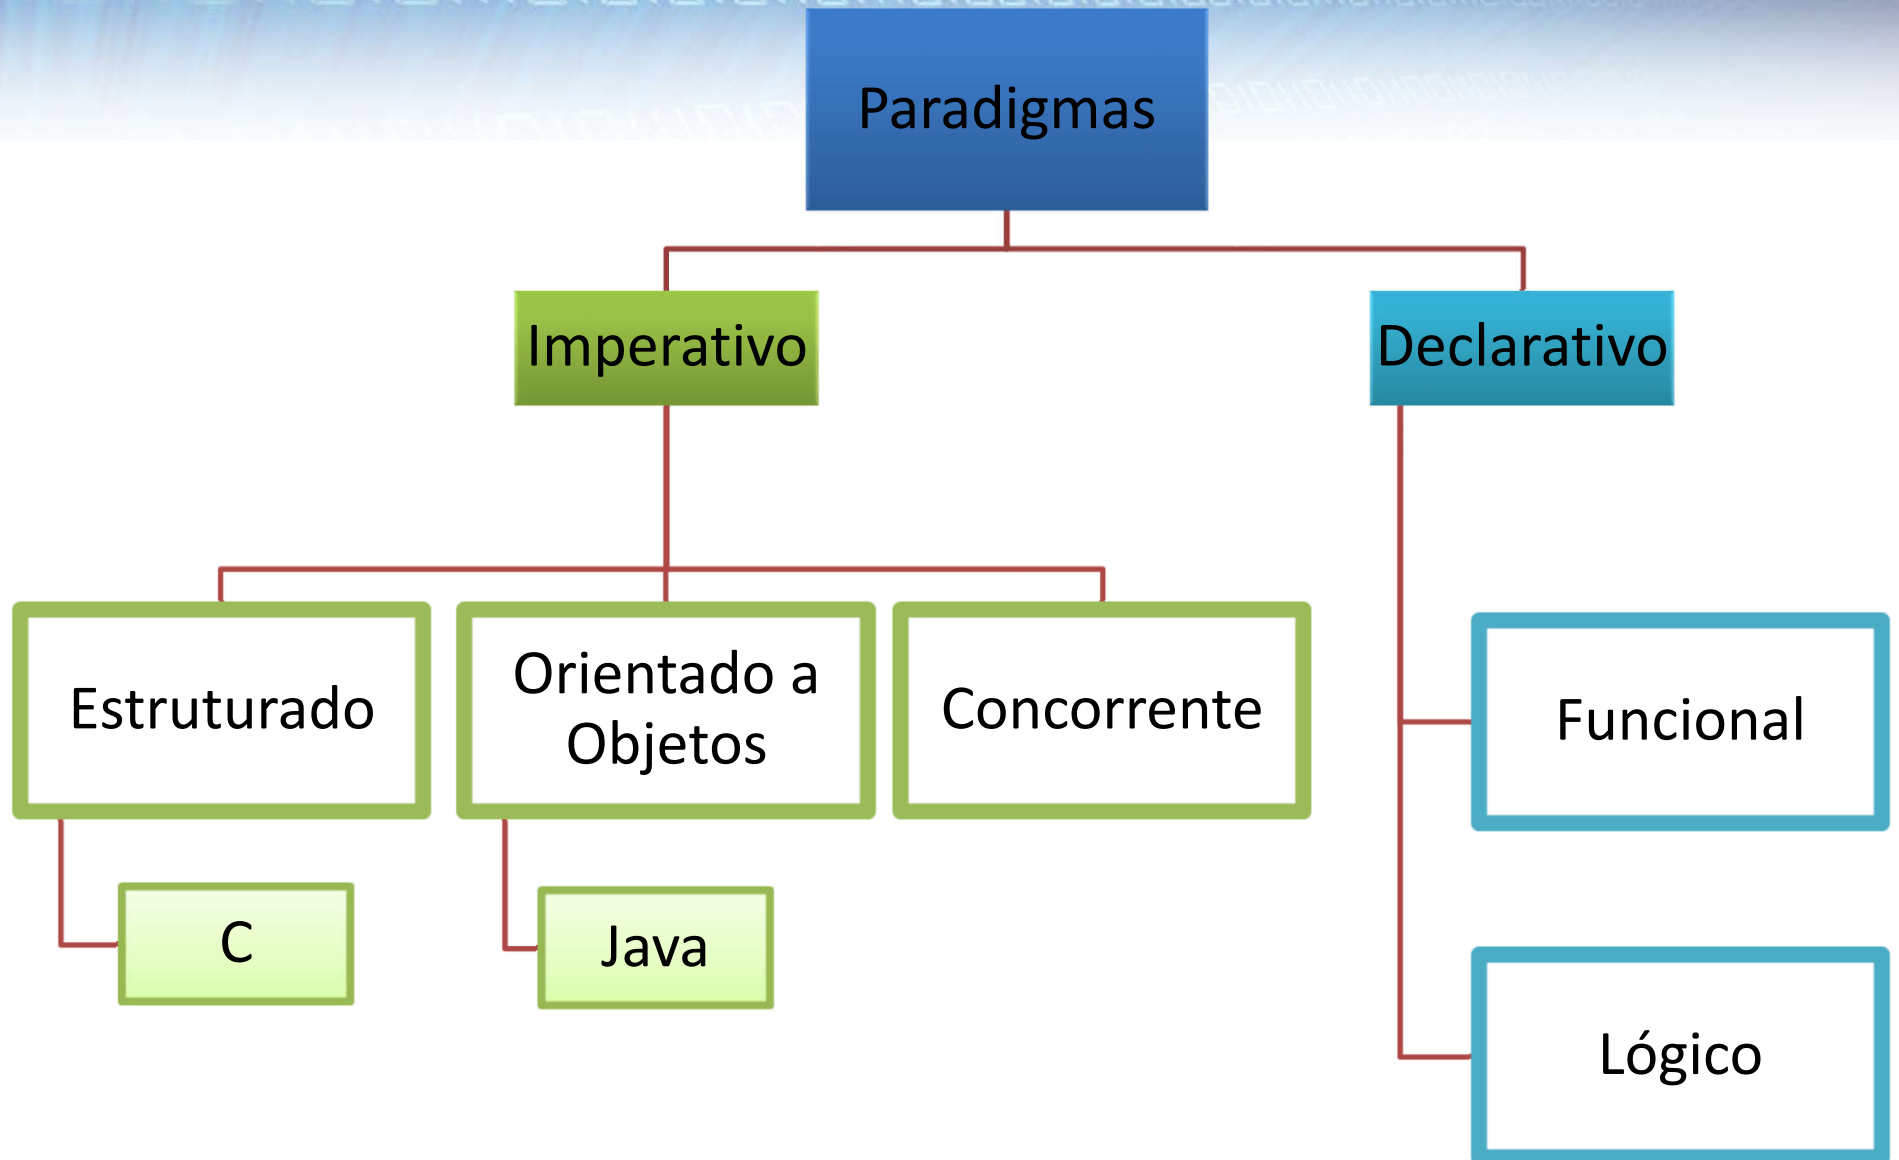 Paradigmas
Imperativo
Declarativo
Estruturado
Orientado a
Objetos
Concorrente
Funcional
C
Java
Lógico